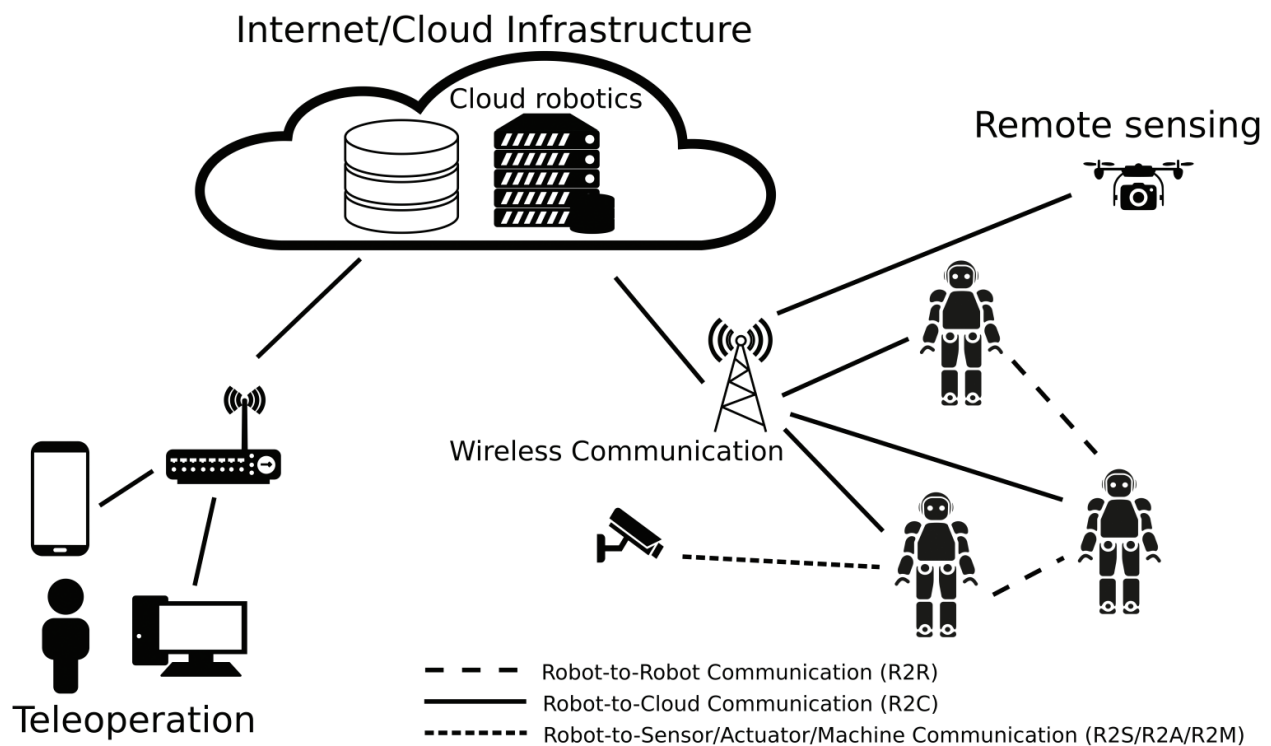 Internet/Cloud Infrastructure
Cloud robotics
Remote sensing
Wireless Communication
Teleoperation
Robot-to-Robot Communication (R2R)
Robot-to-Cloud Communication (R2C)
Robot-to-Sensor/Actuator/Machine Communication (R2S/R2A/R2M)